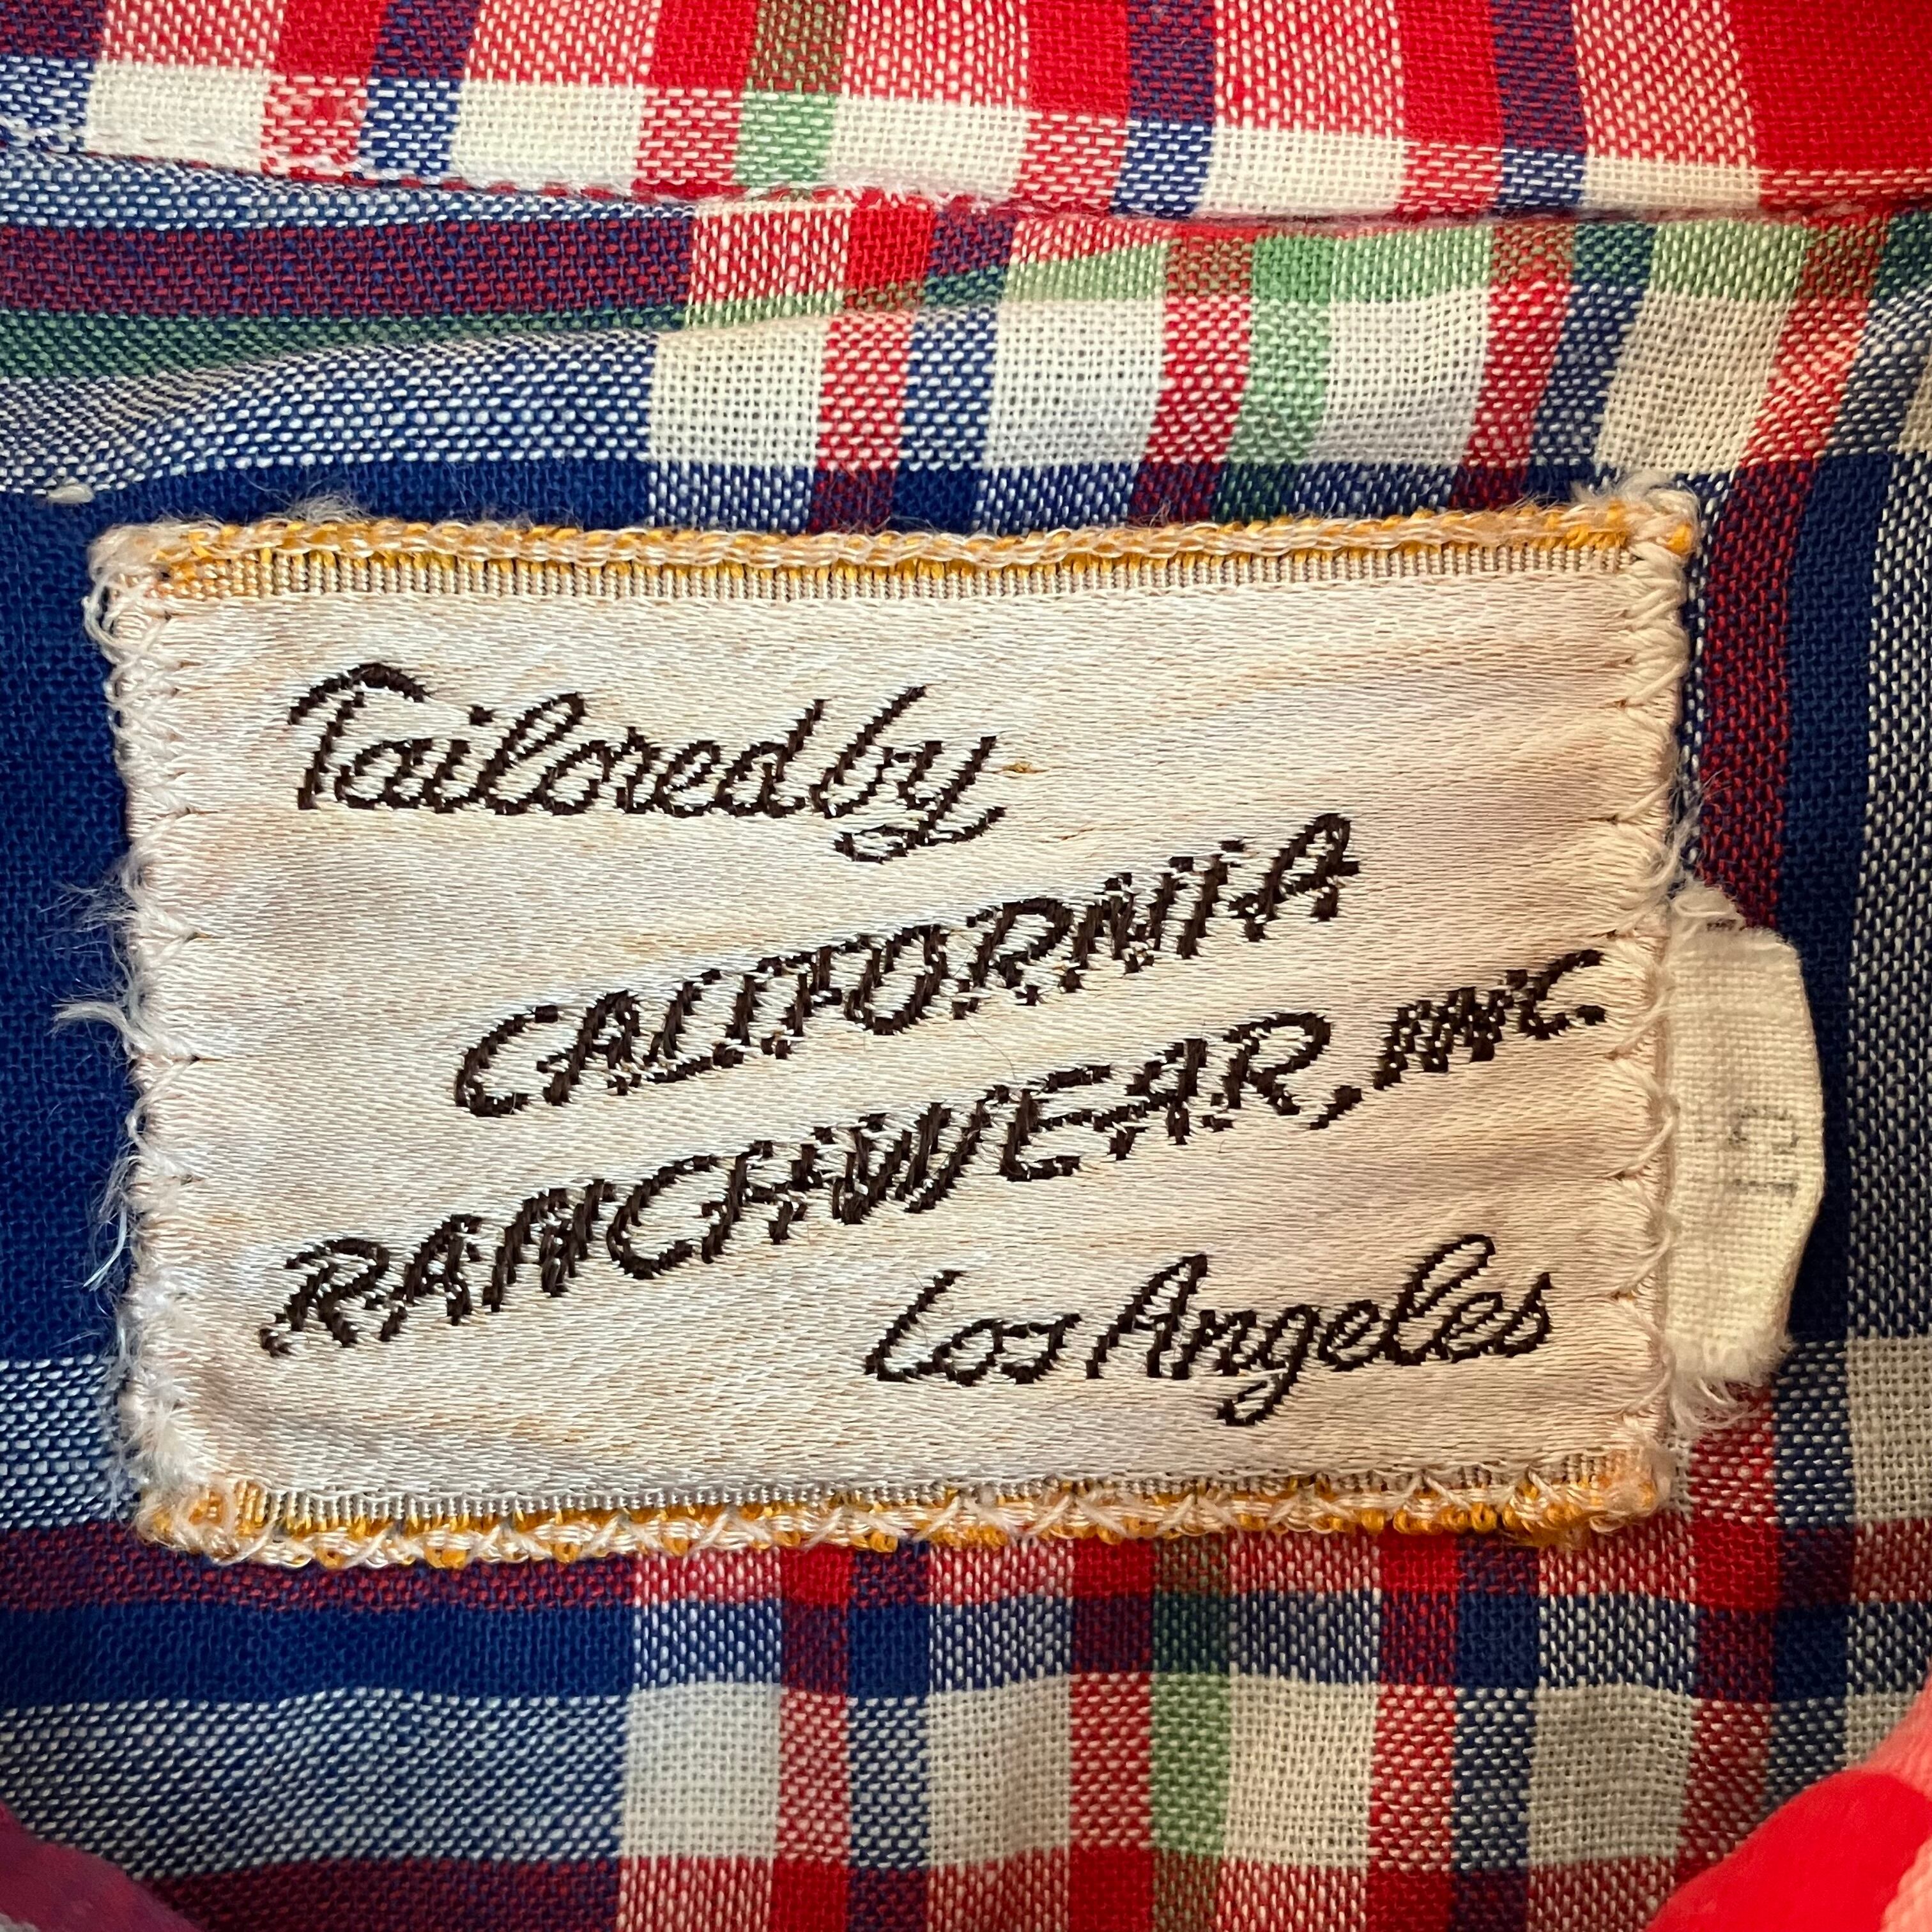 Tailored by
CALIFORNIA
RANCHWEAR, INC.
Los Angeles